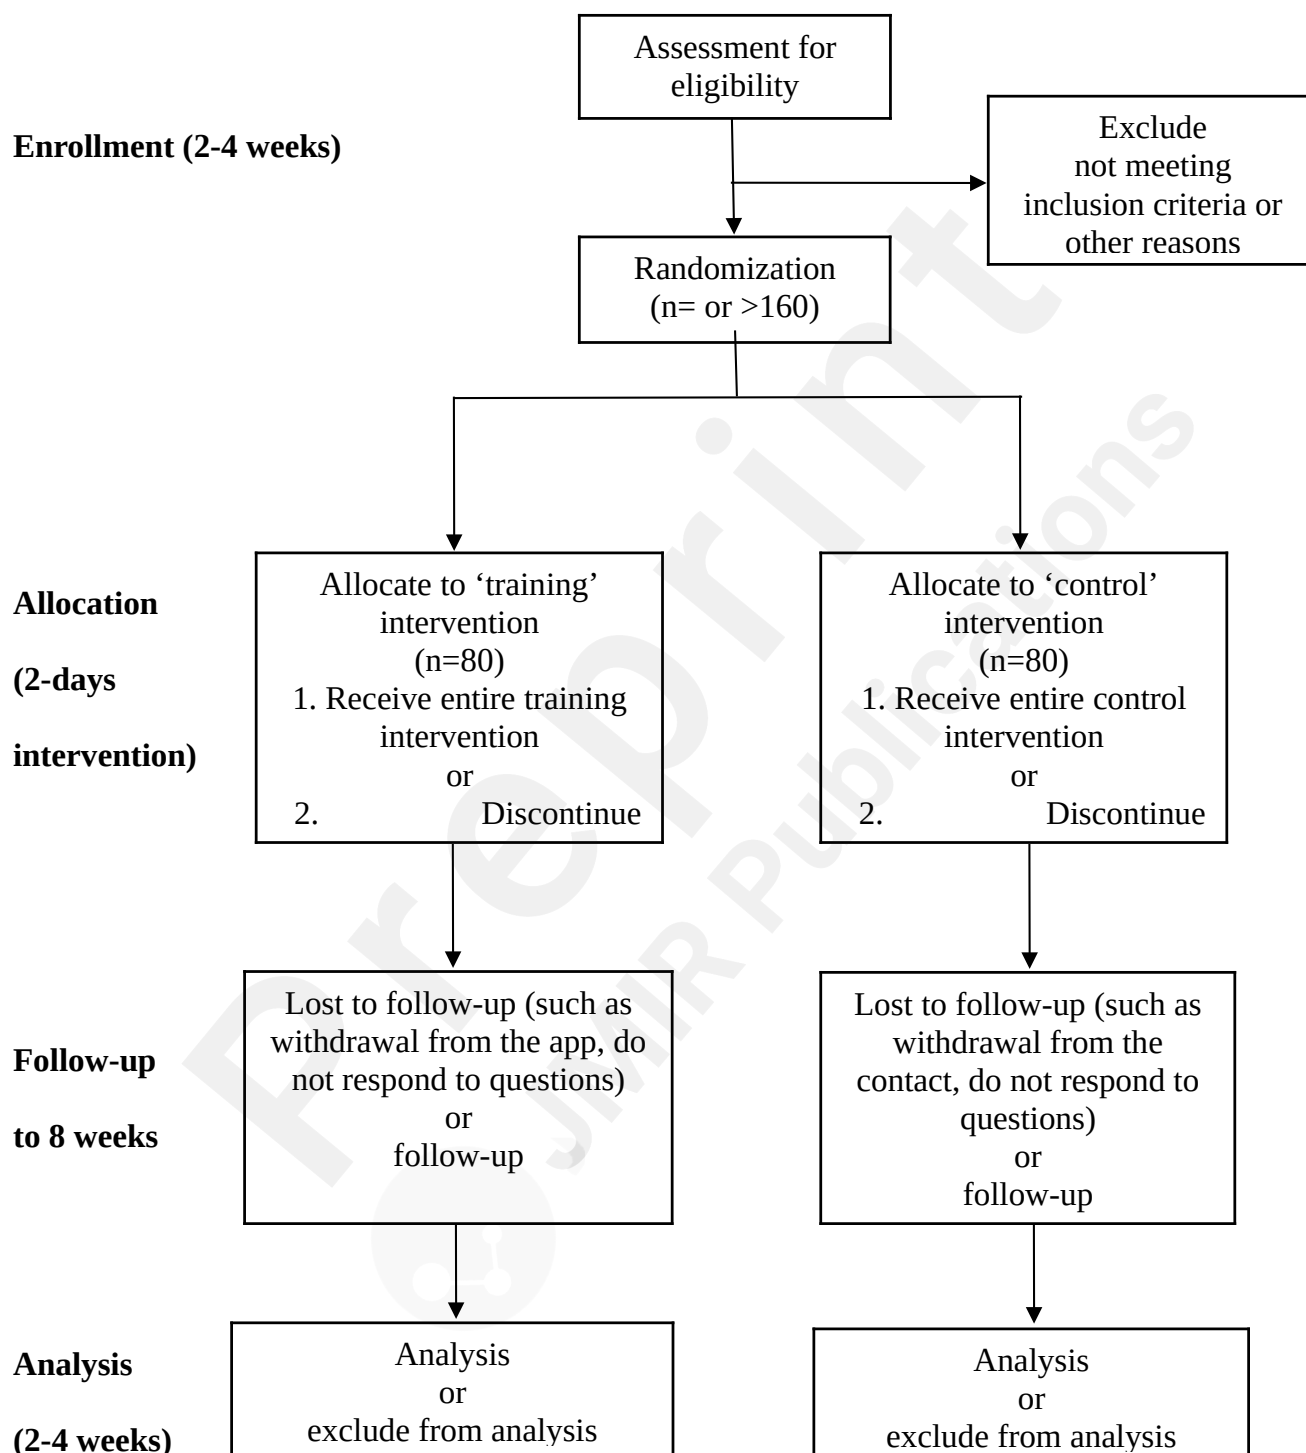 Assessment for
eligibility
Enrollment (2-4 weeks)
Exclude
not meeting
inclusion criteria or
other reasons
Randomization
(n= or >160)
Allocation
(2-days
intervention)
Allocate to ‘training’
intervention
(n=80)
1. Receive entire training
intervention
or
2. Discontinue
Allocate to ‘control’
intervention
(n=80)
1. Receive entire control
intervention
or
2. Discontinue
Follow-up
to 8 weeks
Lost to follow-up (such as
withdrawal from the app, do
not respond to questions)
or
follow-up
Lost to follow-up (such as
withdrawal from the
contact, do not respond to
questions)
or
follow-up
Analysis
(2-4 weeks)
Analysis
or
exclude from analysis
Analysis
or
exclude from analysis
Preprint
JMIR Publications